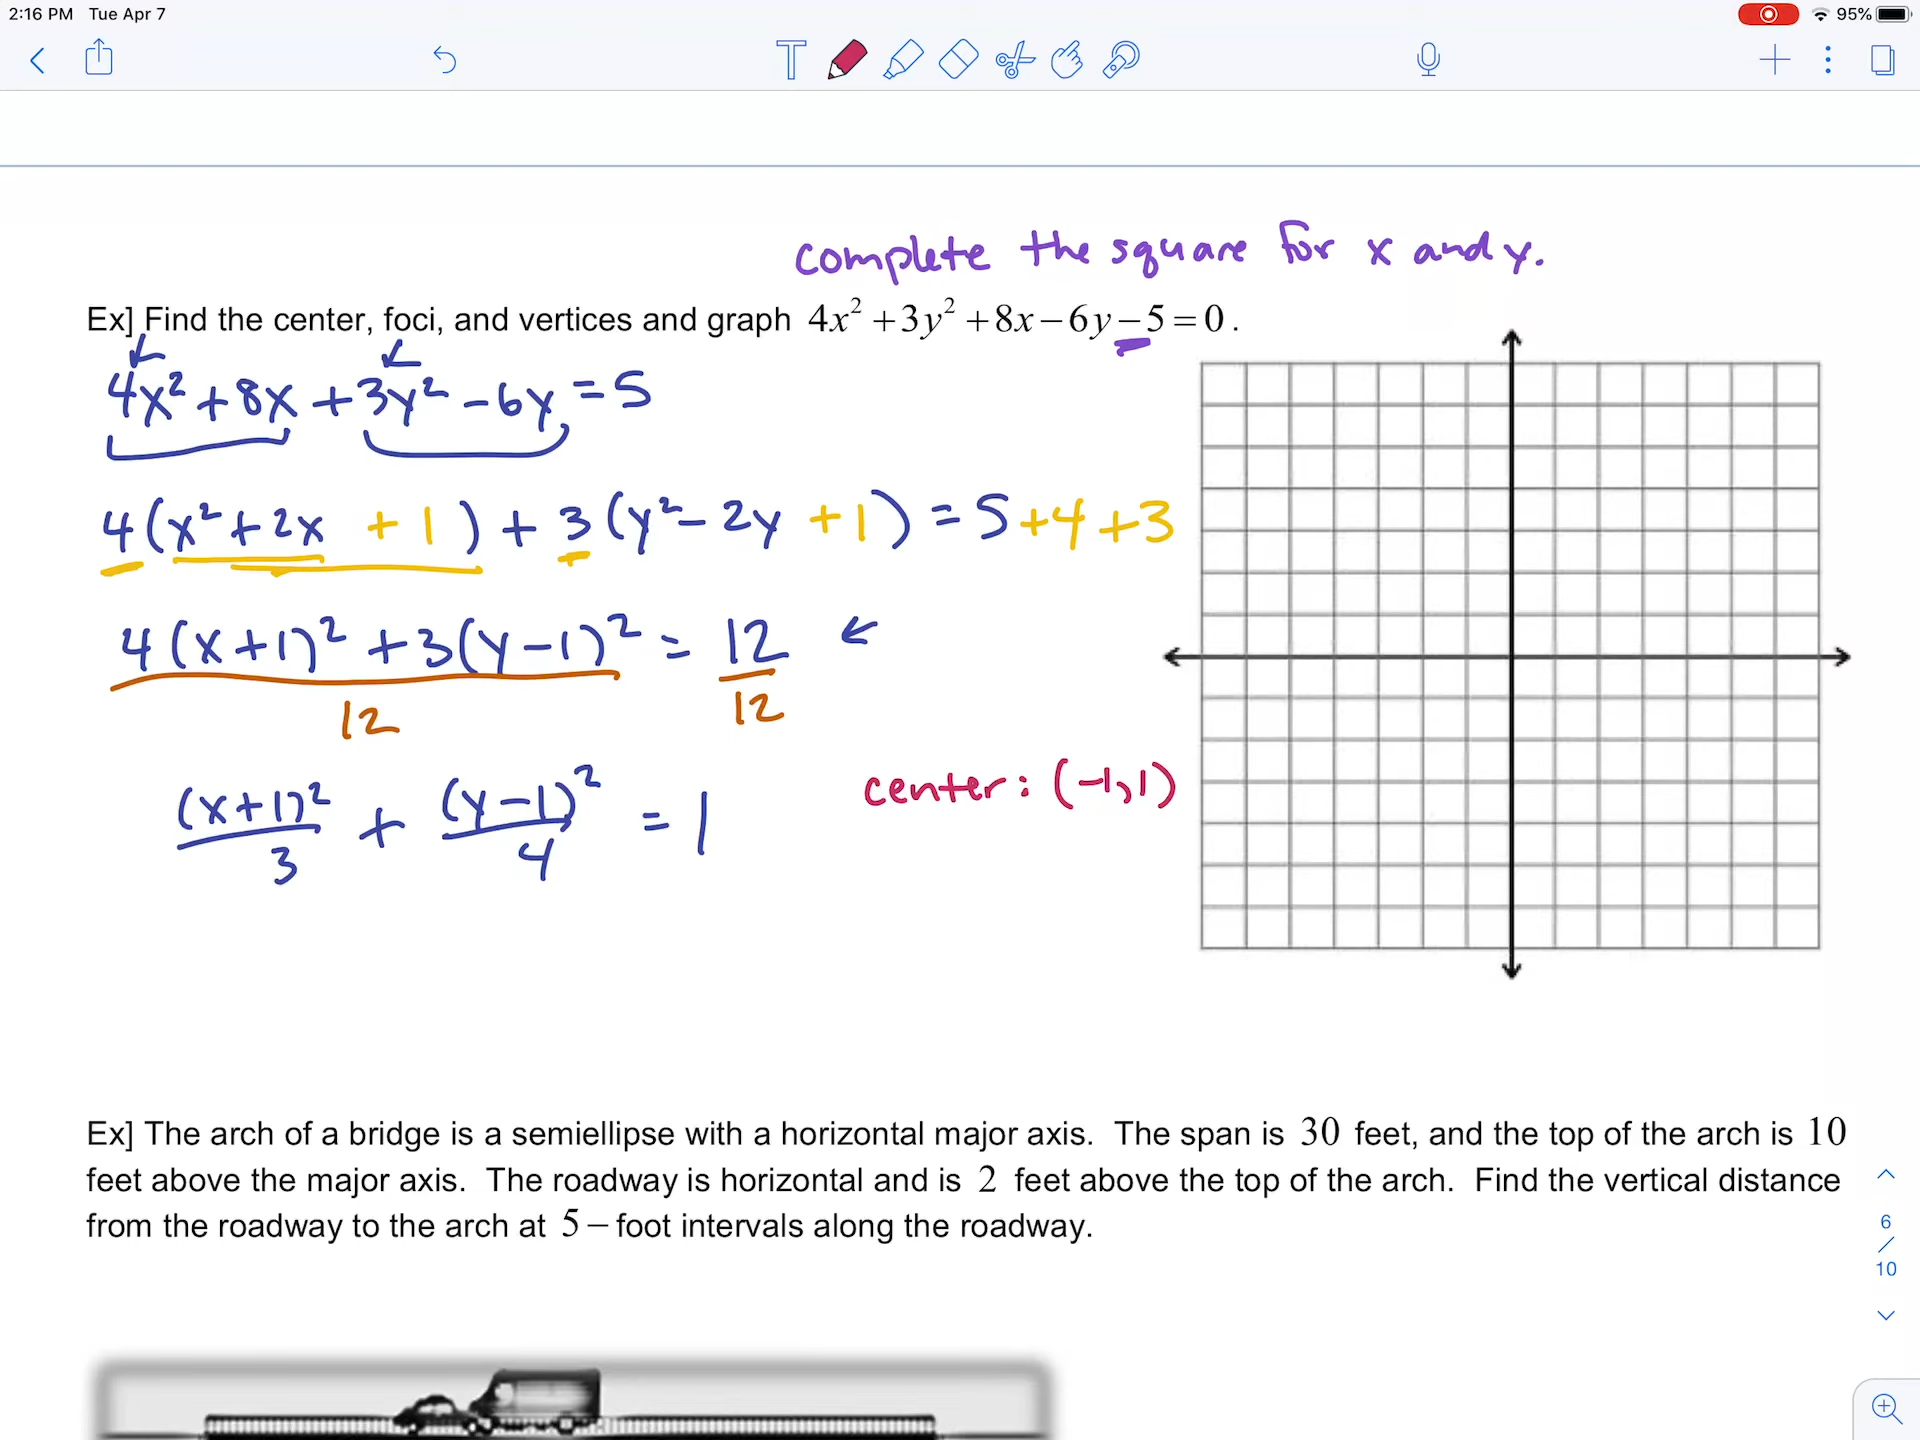 2:16 PM Tue Apr 7
95%
T
complete the square for x and y.
Ex] Find the center, foci, and vertices and graph 4x² + 3y² + 8x − 6y − 5 = 0 .
4x² + 8x + 3y² − 6y = 5
4(x² + 2x + 1) + 3(y² − 2y + 1) = 5 + 4 + 3
4(x+1)² + 3(y−1)² = 12 ←
12 12
center: (−1,1)
(x+1)² + (y−1)² = 1
3 4
Ex] The arch of a bridge is a semiellipse with a horizontal major axis. The span is 30 feet, and the top of the arch is 10
feet above the major axis. The roadway is horizontal and is 2 feet above the top of the arch. Find the vertical distance
from the roadway to the arch at 5 − foot intervals along the roadway.
6
/
10